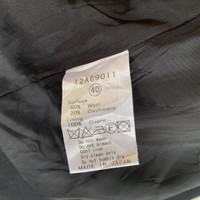 12A69011
40
Surface
80% Wool
20% Cashmere
Lining
100% Cupro
Do not wash
Do not bleach
Cool iron
Dry clean only
Do not tumble dry
MADE IN JAPAN